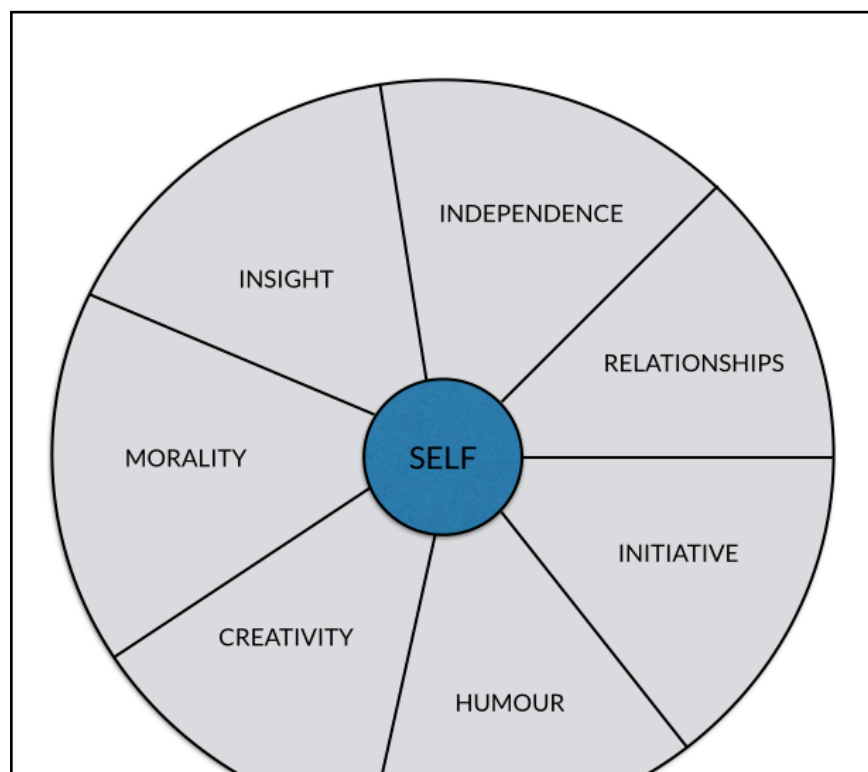 INDEPENDENCE
INSIGHT
RELATIONSHIPS
MORALITY
SELF
INITIATIVE
CREATIVITY
HUMOUR